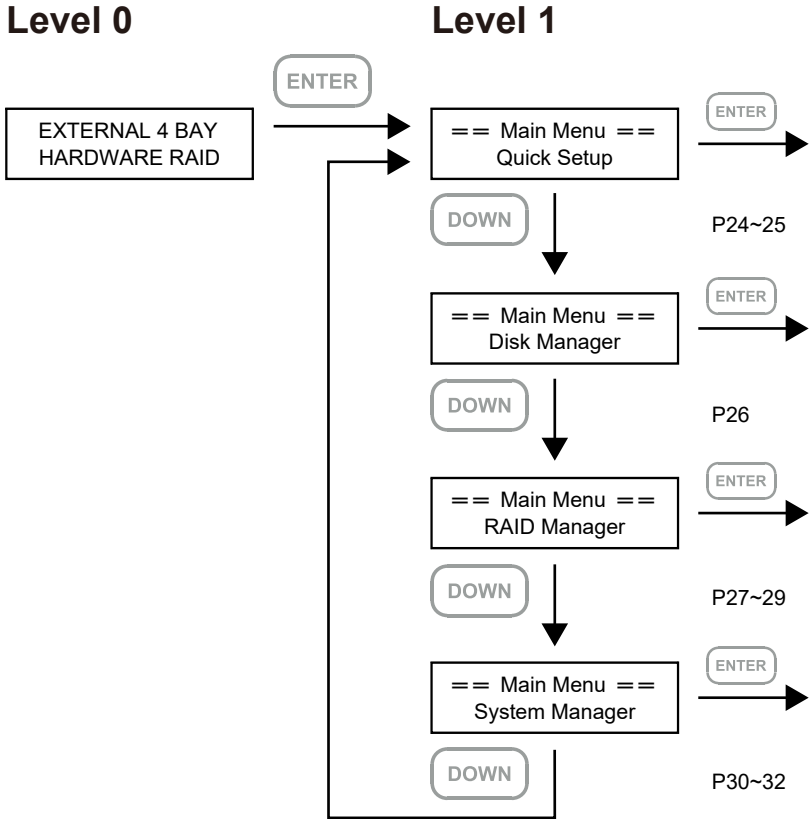 Level 0
Level 1
ENTER
EXTERNAL 4 BAY
HARDWARE RAID
== Main Menu ==
Quick Setup
ENTER
DOWN
P24~25
== Main Menu ==
Disk Manager
ENTER
DOWN
P26
== Main Menu ==
RAID Manager
ENTER
DOWN
P27~29
== Main Menu ==
System Manager
ENTER
DOWN
P30~32